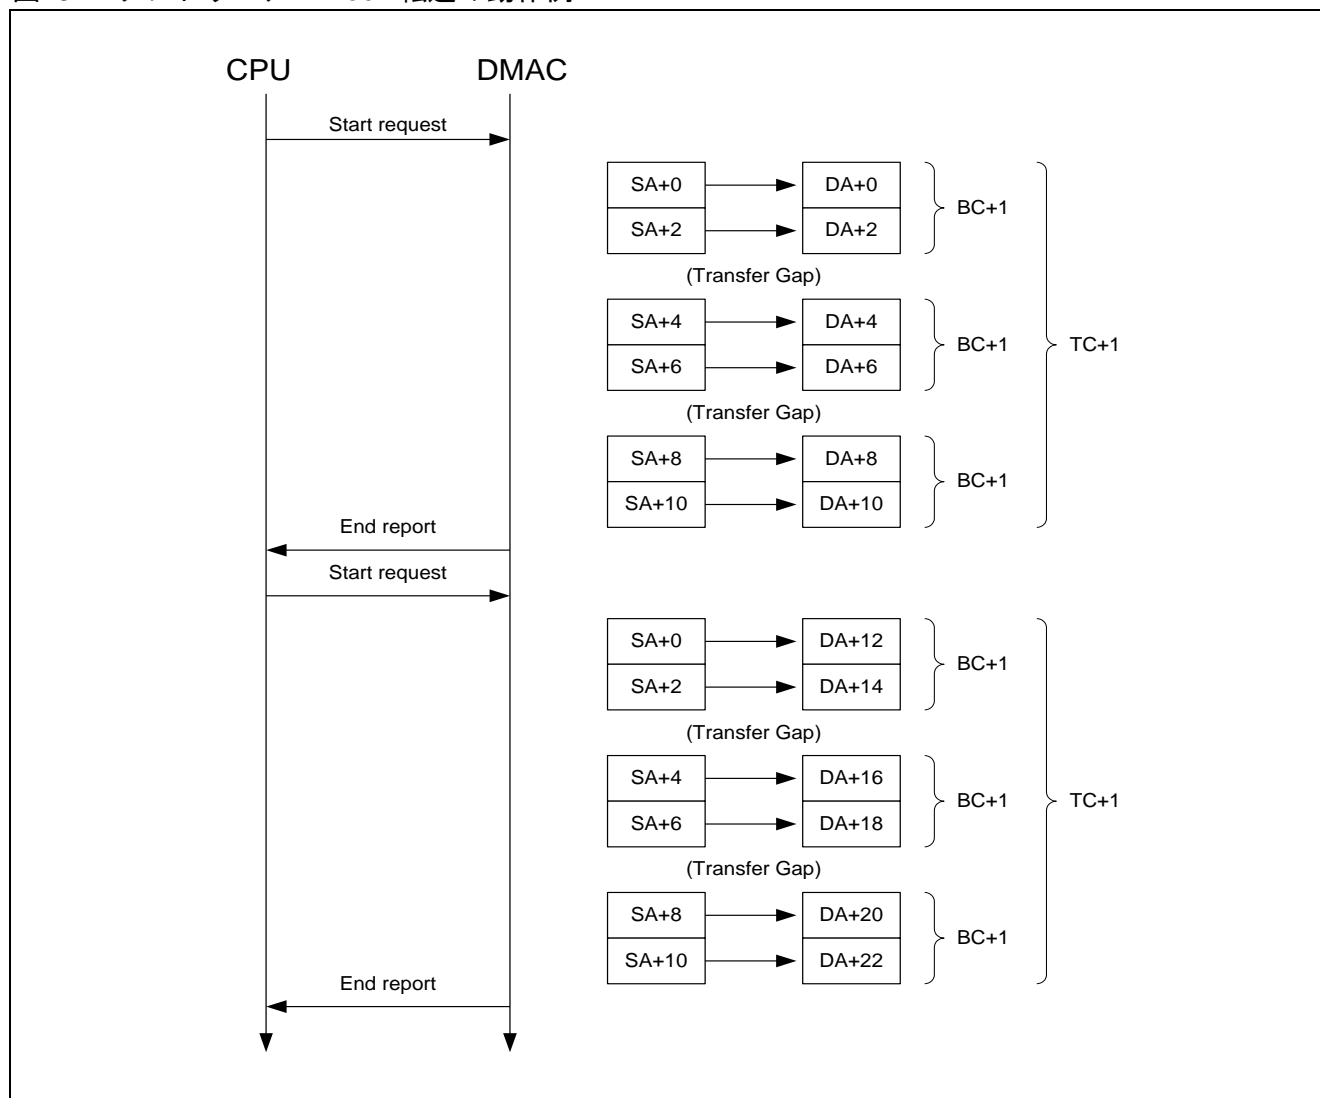 CPU DMAC
Start request
SA+0 DA+0
BC+1
SA+2 DA+2
(Transfer Gap)
SA+4 DA+4
BC+1 TC+1
SA+6 DA+6
(Transfer Gap)
SA+8 DA+8
BC+1
SA+10 DA+10
End report
Start request
SA+0 DA+12
BC+1
SA+2 DA+14
(Transfer Gap)
SA+4 DA+16
BC+1 TC+1
SA+6 DA+18
(Transfer Gap)
SA+8 DA+20
BC+1
SA+10 DA+22
End report